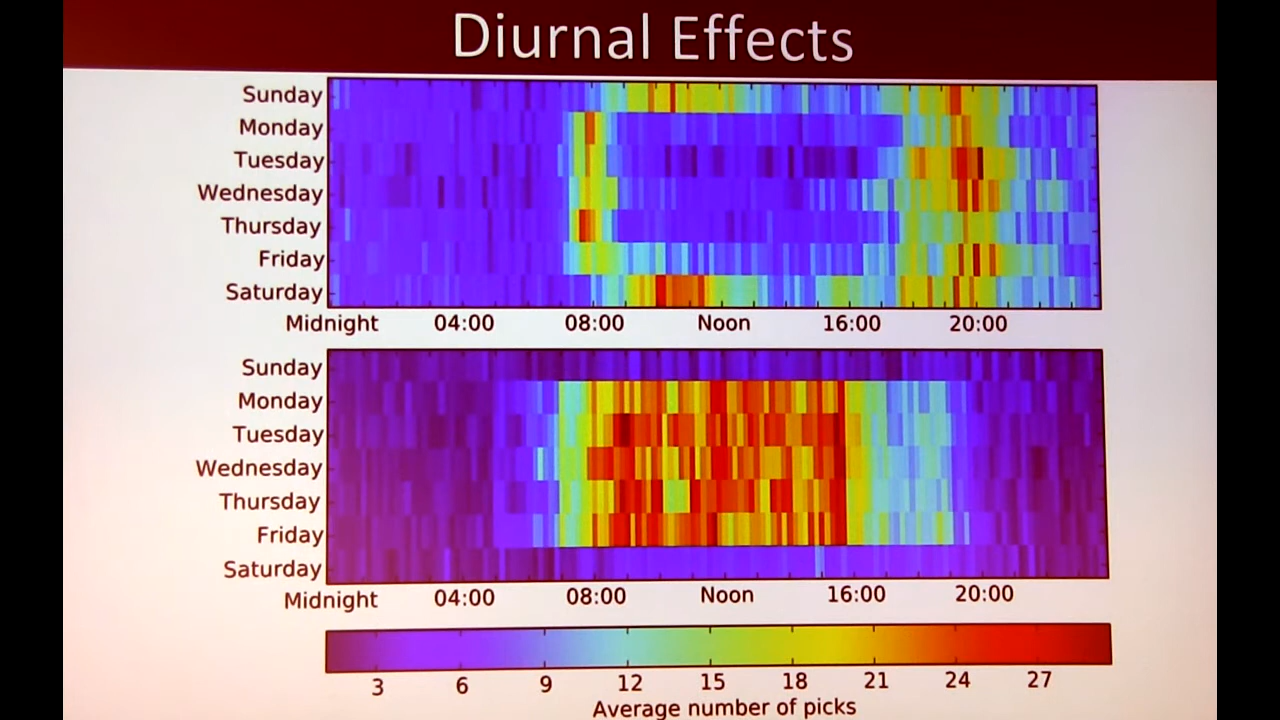 Diurnal Effects
Sunday
Monday
Tuesday
Wednesday
Thursday
Friday
Saturday
Midnight 04:00 08:00 Noon 16:00 20:00
Sunday
Monday
Tuesday
Wednesday
Thursday
Friday
Saturday
Midnight 04:00 08:00 Noon 16:00 20:00
3 6 9 12 15 18 21 24 27
Average number of picks